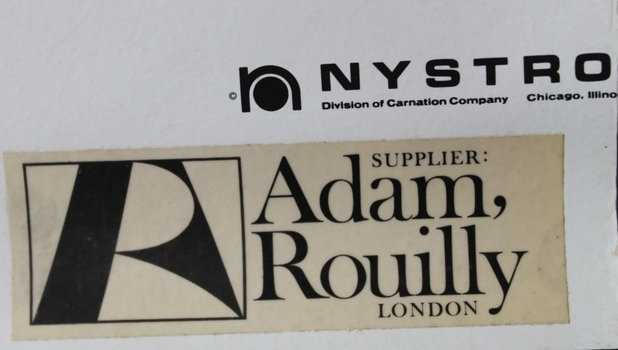 © NYSTRO
Division of Carnation Company Chicago, Illino
SUPPLIER:
Adam,
Rouilly
LONDON